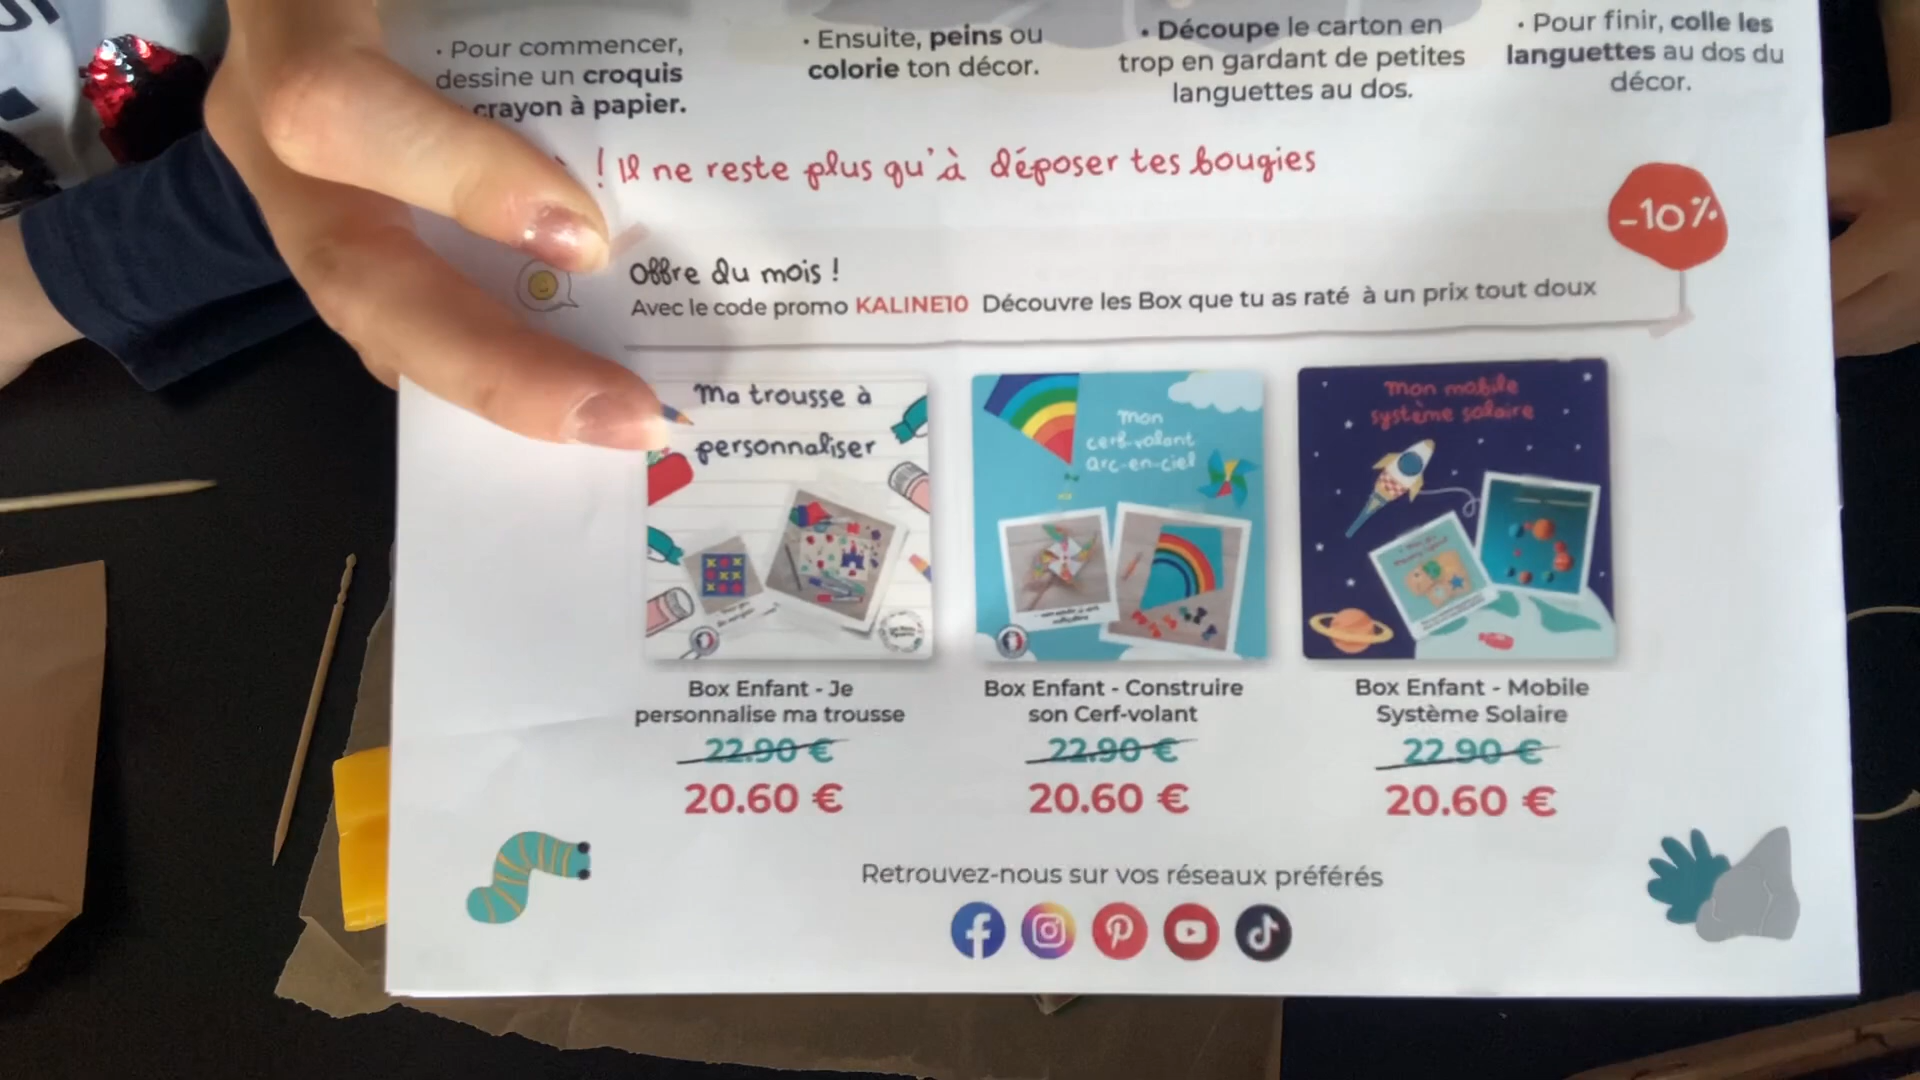 • Pour commencer,
dessine un croquis
crayon à papier.
• Ensuite, peins ou
colorie ton décor.
• Découpe le carton en
trop en gardant de petites
languettes au dos.
• Pour finir, colle les
languettes au dos du
décor.
! Il ne reste plus qu'à déposer tes bougies
-10%
Offre du mois !
Avec le code promo KALINE10 Découvre les Box que tu as raté à un prix tout doux
Ma trousse à
personnaliser
mon
cerf-volant
arc-en-ciel
mon mobile
système solaire
Box Enfant - Je
personnalise ma trousse
22.90 €
20.60 €
Box Enfant - Construire
son Cerf-volant
22.90 €
20.60 €
Box Enfant - Mobile
Système Solaire
22.90 €
20.60 €
Retrouvez-nous sur vos réseaux préférés